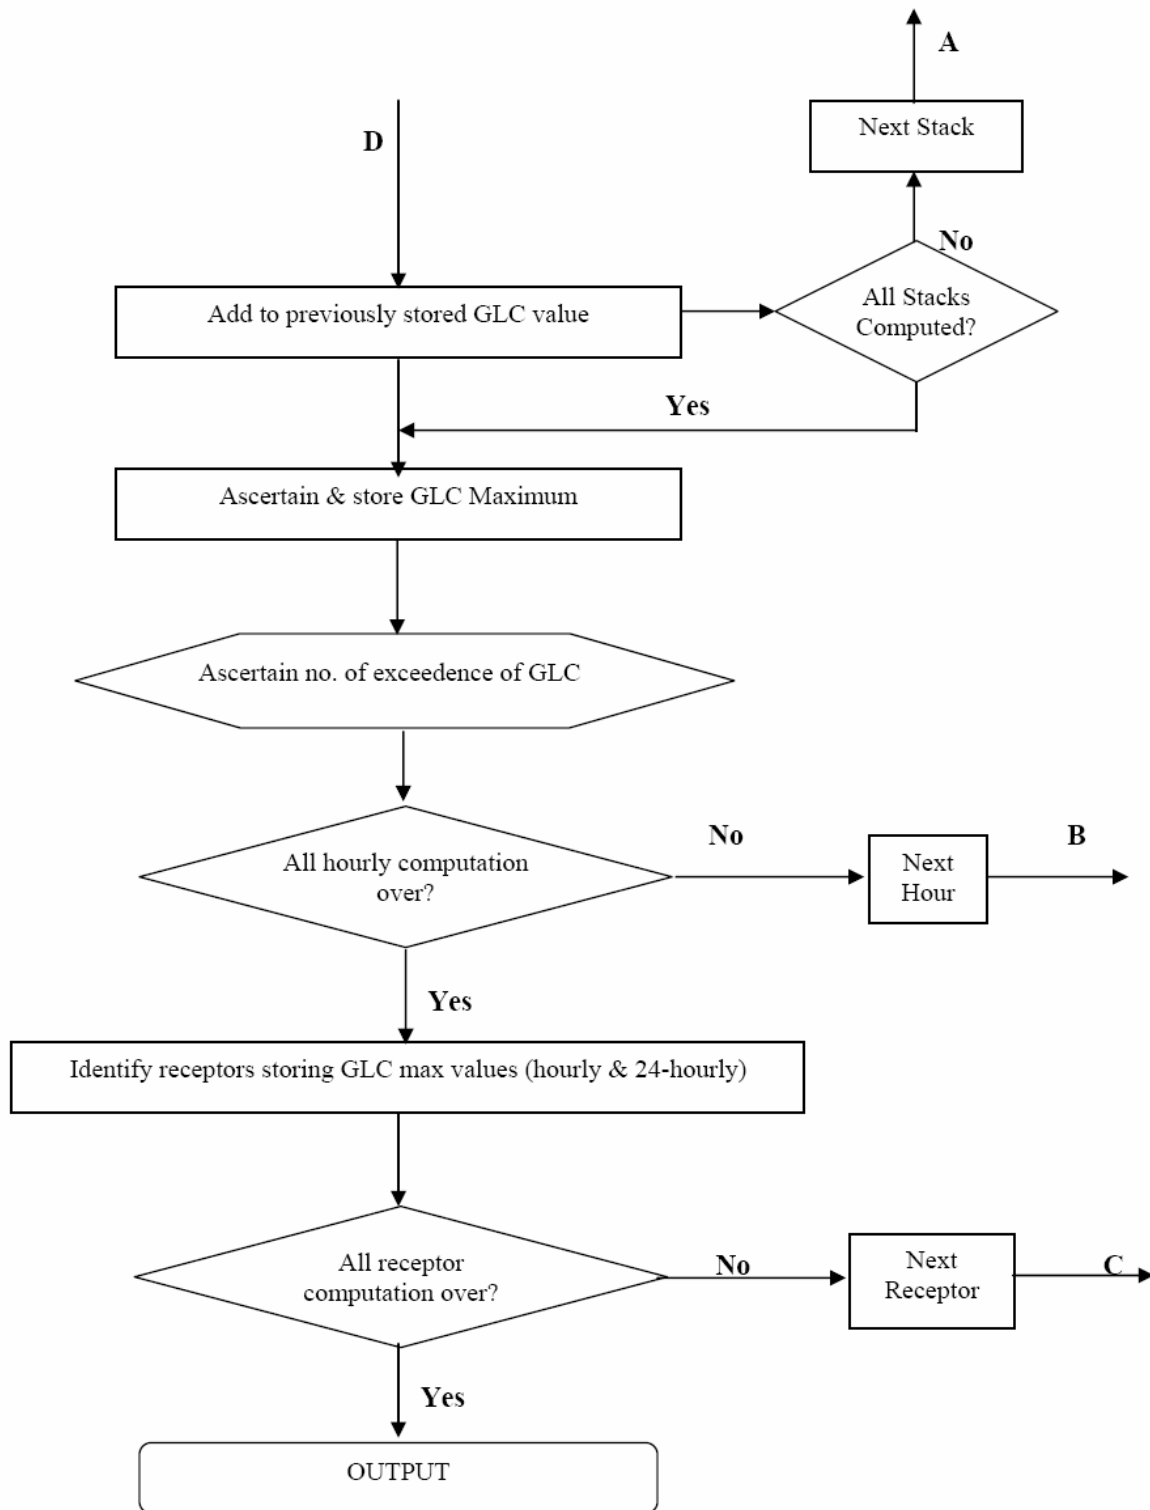 A
Next Stack
D
No
All Stacks
Computed?
Add to previously stored GLC value
Yes
Ascertain & store GLC Maximum
Ascertain no. of exceedence of GLC
All hourly computation
over?
No
Next
Hour
B
Yes
Identify receptors storing GLC max values (hourly & 24-hourly)
All receptor
computation over?
No
Next
Receptor
C
Yes
OUTPUT